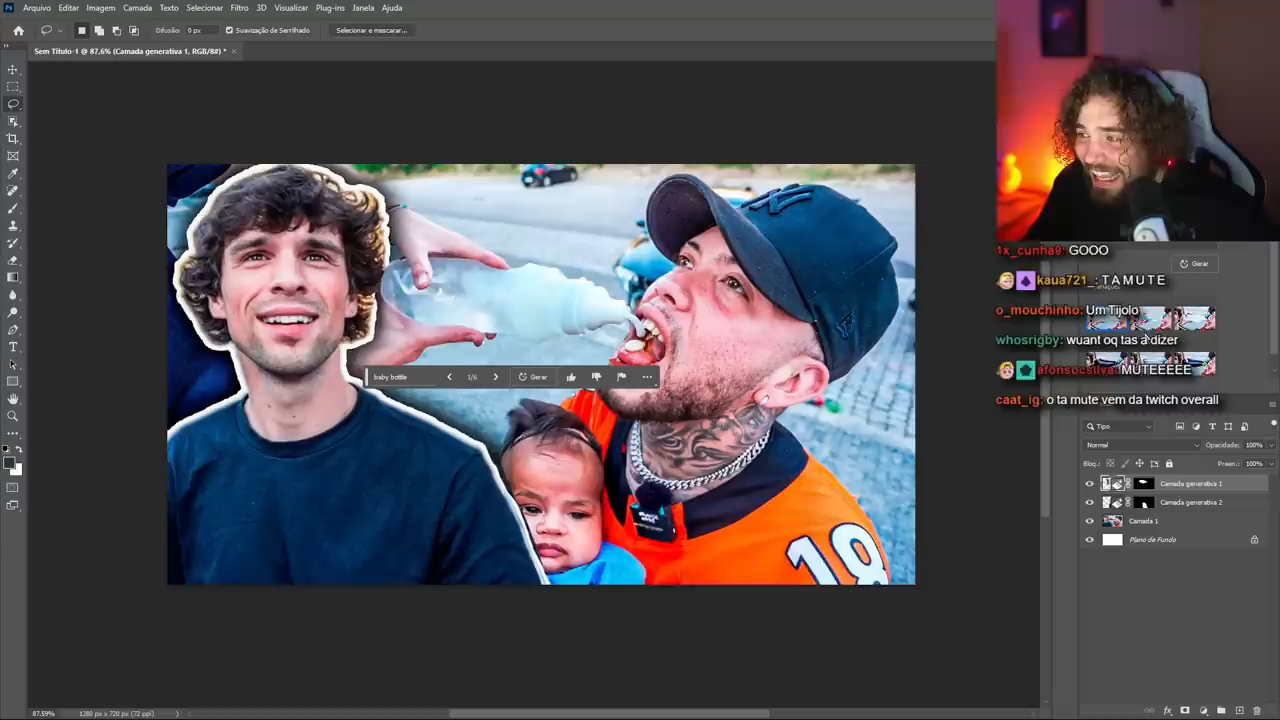 Arquivo Imagem Camada Texto Selecionar Filtro 3D Visualizar Plug-ins Janela Ajuda
Difusão: 0 px Suavização de Serrilhado Selecionar e mascarar...
Sem Título-1 @ 87,6% (Camada generativa 1, RGB/8#) *
baby bottle 1/6 Gerar
18
1x_cunha9: GOOO
Gerar
kaua721_: T A M U T E
o_mouchinho: Um Tijolo
whosrigby: wuant oq tas a dizer
afonsocsilva: MUTEEEEE
caat_ig: o ta mute vem da twitch overall
Tipo
Normal Opacidade: 100%
Bloq.: Preen.: 100%
Camada generativa 1
Camada generativa 2
Camada 1
Plano de Fundo
87.59% 1280 px x 720 px (72 ppi)